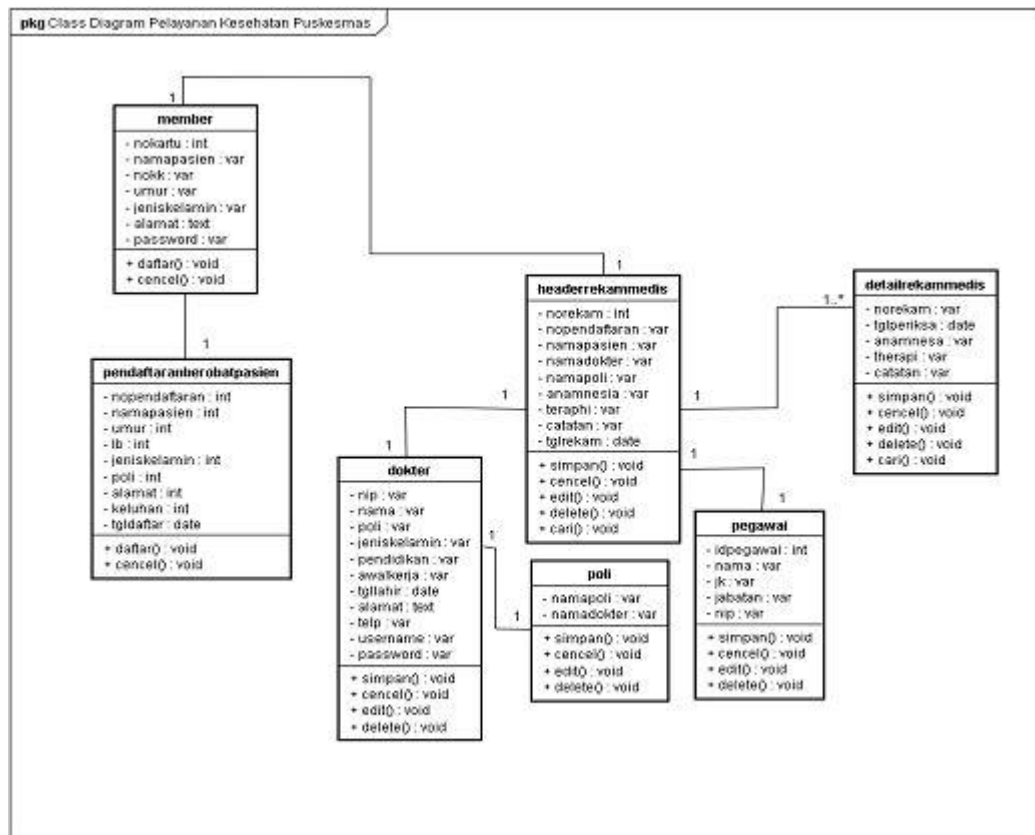 pkg Class Diagram Pelayanan Kesehatan Puskesmas
1
member
- nokartu : int
- namapasien : var
- nokk : var
- umur : var
- jeniskelamin : var
- alamat : text
- password : var
+ daftar() : void
+ cencel() : void
1
pendaftaranberobatpasien
- nopendaftaran : int
- namapasien : int
- umur : int
- lb : int
- jeniskelamin : int
- poli : int
- alamat : int
- keluhan : int
- tgldaftar : date
+ daftar() : void
+ cencel() : void
1
headerrekammedis
- norekam : int
- nopendaftaran : var
- namapasien : var
- namadokter : var
- namapoli : var
- anamnesia : var
- teraphi : var
- catatan : var
- tglrekam : date
+ simpan() : void
+ cencel() : void
+ edit() : void
+ delete() : void
+ cari() : void
1
1
1..*
detailrekammedis
- norekam : var
- tglperiksa : date
- anamnesa : var
- therapi : var
- catatan : var
+ simpan() : void
+ cencel() : void
+ edit() : void
+ delete() : void
+ cari() : void
1
1
dokter
- nip : var
- nama : var
- poli : var
- jeniskelamin : var
- pendidikan : var
- awalkerja : var
- tgllahir : date
- alamat : text
- telp : var
- username : var
- password : var
+ simpan() : void
+ cencel() : void
+ edit() : void
+ delete() : void
1
1
poli
- namapoli : var
- namadokter : var
+ simpan() : void
+ cencel() : void
+ edit() : void
+ delete() : void
1
pegawai
- idpegawai : int
- nama : var
- jk : var
- jabatan : var
- nip : var
+ simpan() : void
+ cencel() : void
+ edit() : void
+ delete() : void